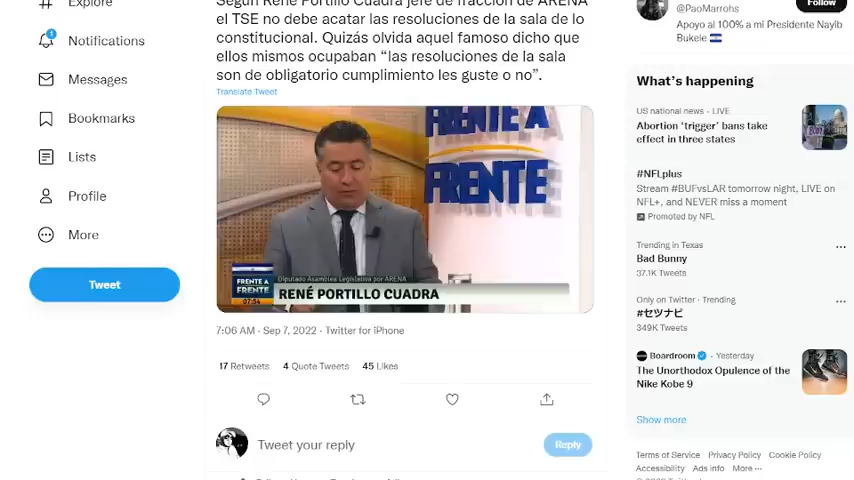 Explore
1
Notifications
Messages
Bookmarks
Lists
Profile
More
Tweet
Según René Portillo Cuadra jefe de fracción de ARENA
el TSE no debe acatar las resoluciones de la sala de lo
constitucional. Quizás olvida aquel famoso dicho que
ellos mismos ocupaban “las resoluciones de la sala
son de obligatorio cumplimiento les guste o no”.
Translate Tweet
FRENTE A
FRENTE
Diputado Asamblea Legislativa por ARENA
FRENTE A
FRENTE
07:54
RENÉ PORTILLO CUADRA
7:06 AM · Sep 7, 2022 · Twitter for iPhone
17 Retweets 4 Quote Tweets 45 Likes
Tweet your reply
Reply
@PaoMarrohs
Follow
Apoyo al 100% a mi Presidente Nayib
Bukele
What’s happening
US national news · LIVE
Abortion ‘trigger’ bans take
effect in three states
#NFLplus
Stream #BUFvsLAR tomorrow night, LIVE on
NFL+, and NEVER miss a moment
Promoted by NFL
Trending in Texas
Bad Bunny
37.1K Tweets
Only on Twitter · Trending
#セツナビ
349K Tweets
Boardroom · Yesterday
The Unorthodox Opulence of the
Nike Kobe 9
Show more
Terms of Service Privacy Policy Cookie Policy
Accessibility Ads info More ···